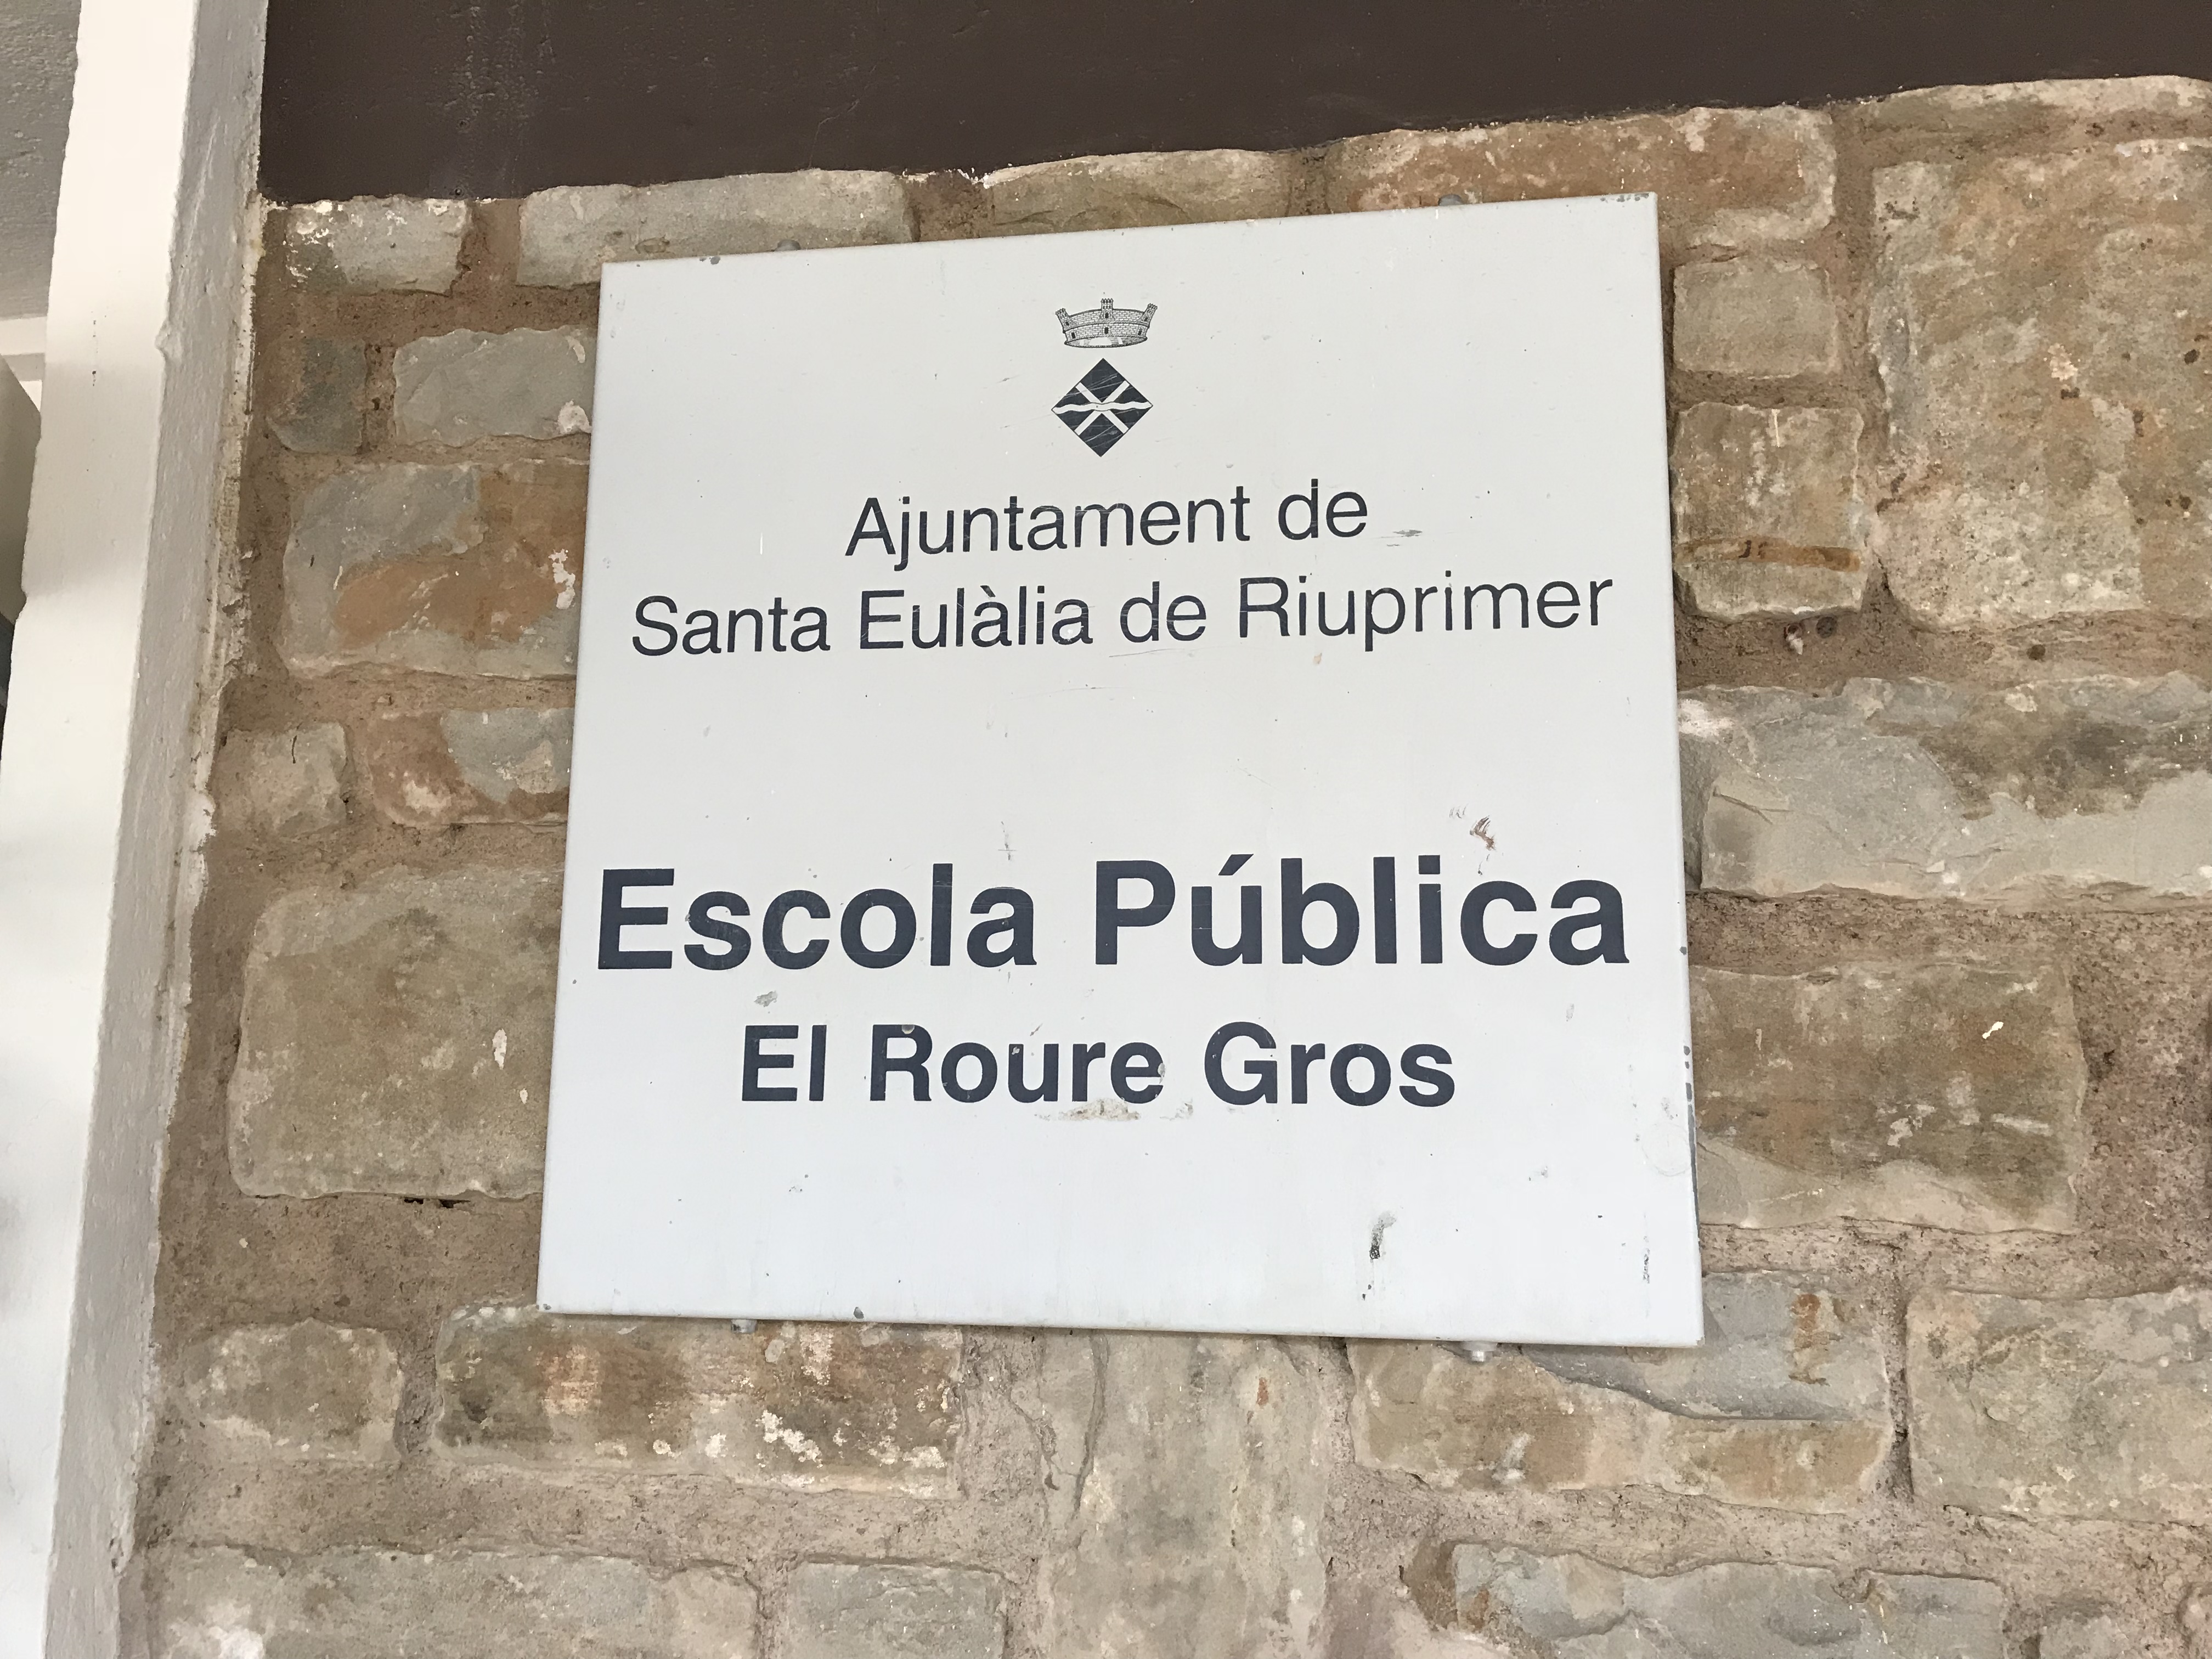 Ajuntament de
Santa Eulàlia de Riuprimer
Escola Pública
El Roure Gros